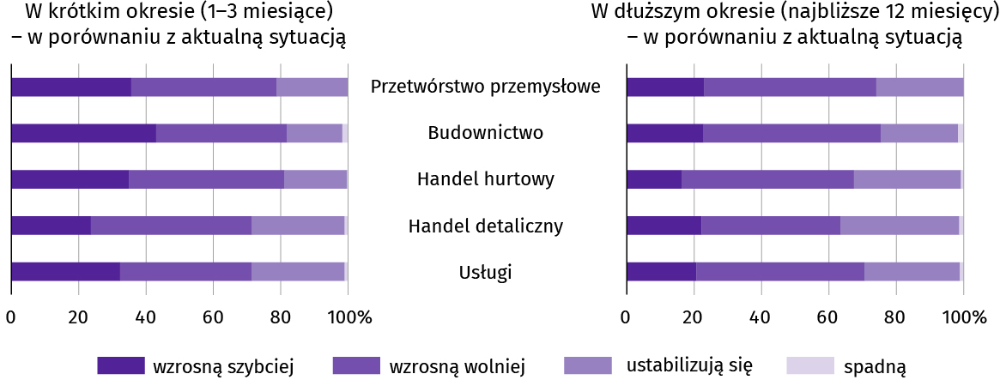 W krótkim okresie (1–3 miesiące)
– w porównaniu z aktualną sytuacją
W dłuższym okresie (najbliższe 12 miesięcy)
– w porównaniu z aktualną sytuacją
Przetwórstwo przemysłowe
Budownictwo
Handel hurtowy
Handel detaliczny
Usługi
0 20 40 60 80 100%
0 20 40 60 80 100%
wzrosną szybciej wzrosną wolniej ustabilizują się spadną